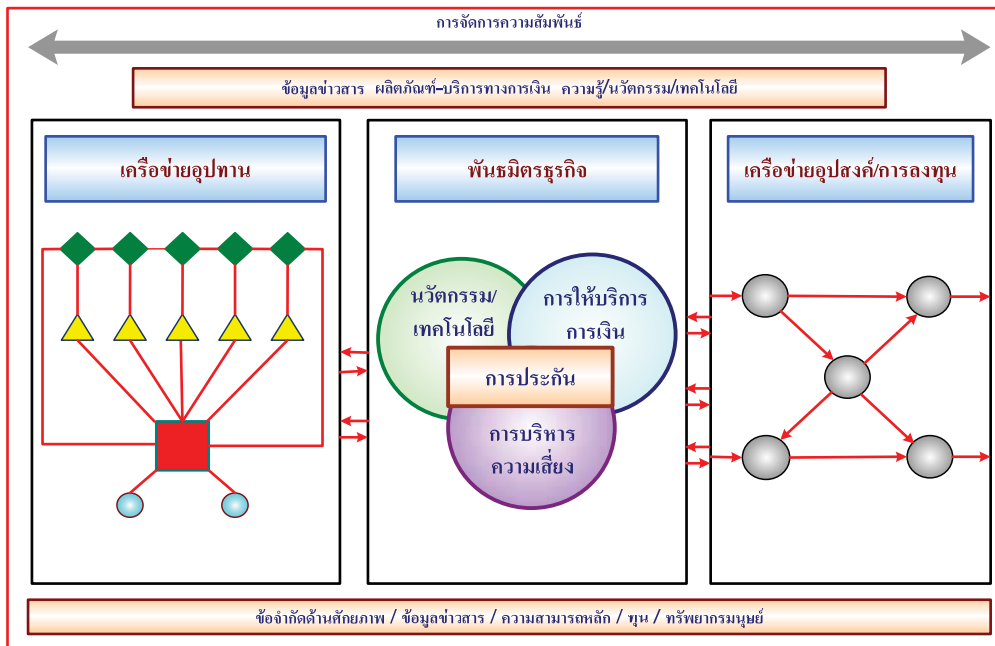 การจัดการความสัมพันธ์
ข้อมูลข่าวสาร ผลิตภัณฑ์-บริการทางการเงิน ความรู้/นวัตกรรม/เทคโนโลยี
เครือข่ายอุปทาน
พันธมิตรธุรกิจ
เครือข่ายอุปสงค์/การลงทุน
นวัตกรรม/
เทคโนโลยี
การให้บริการ
การเงิน
การประกัน
การบริหาร
ความเสี่ยง
ข้อจำกัดด้านศักยภาพ / ข้อมูลข่าวสาร / ความสามารถหลัก / ทุน / ทรัพยากรมนุษย์